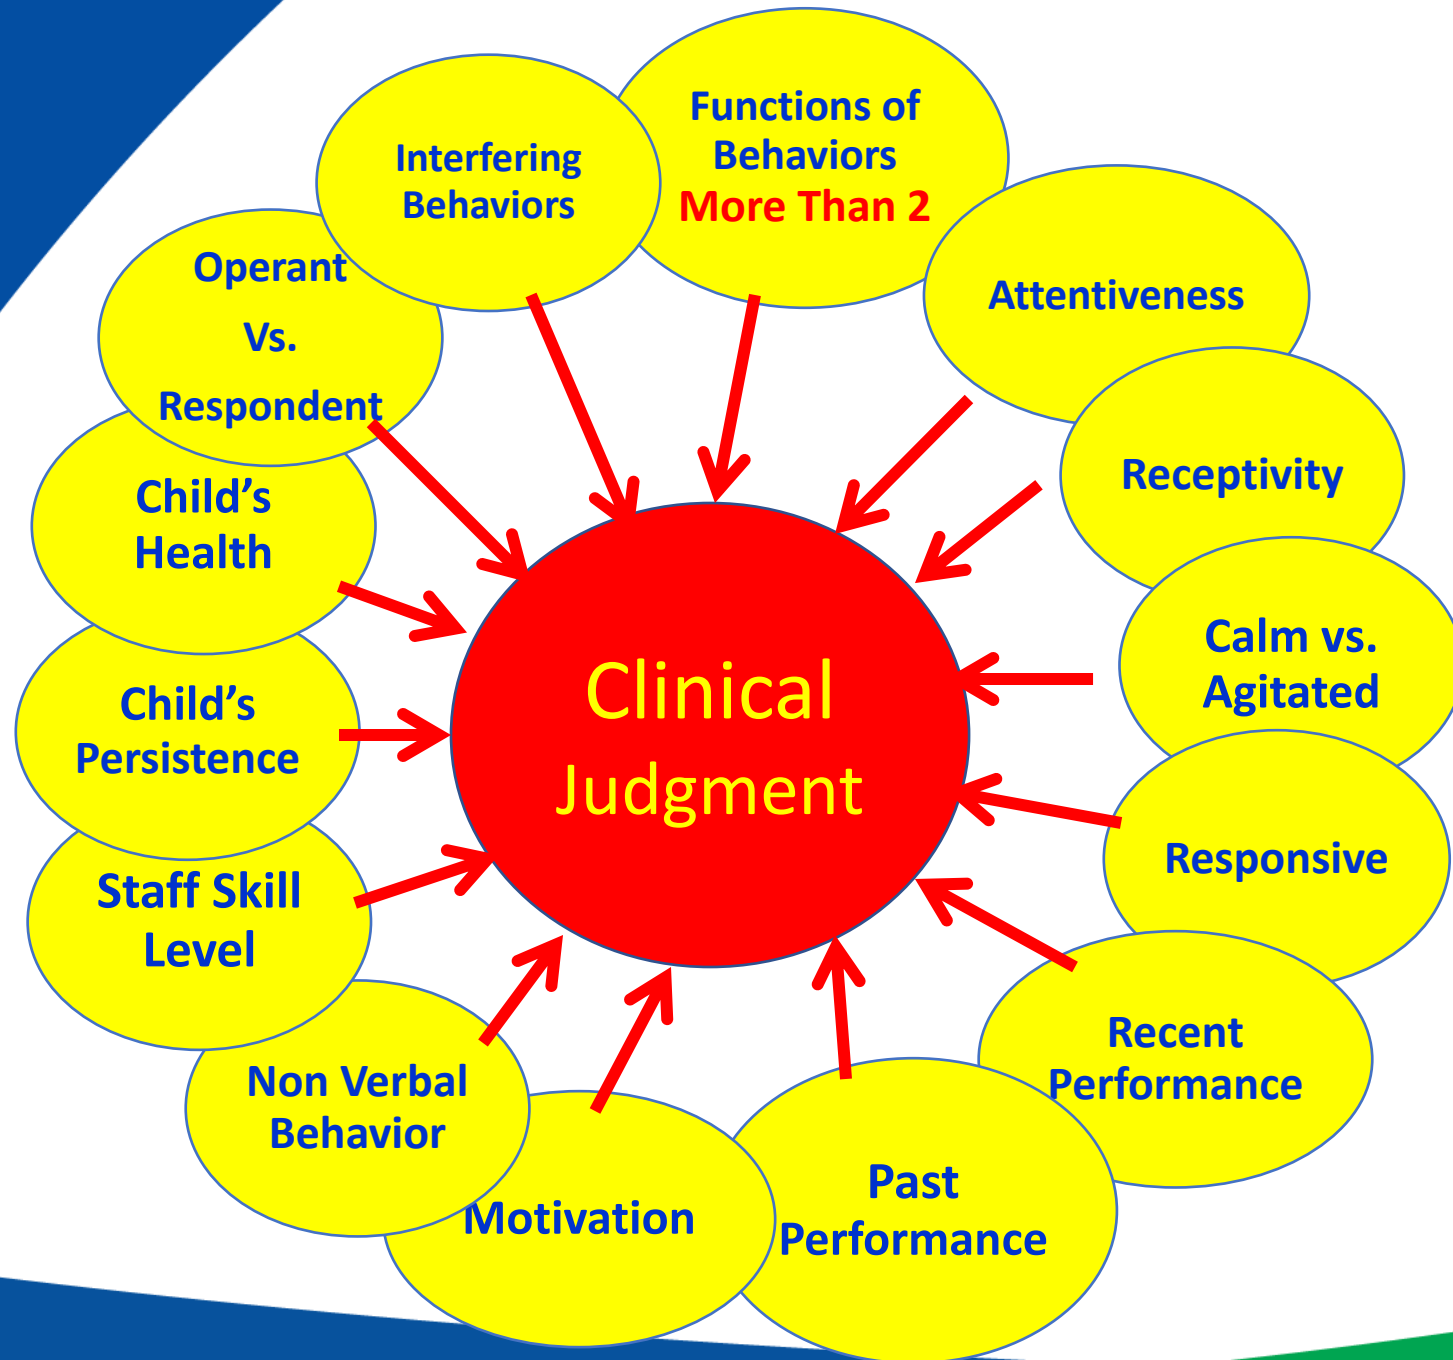 Functions of
Behaviors
More Than 2
Attentiveness
Receptivity
Calm vs.
Agitated
Responsive
Recent
Performance
Past
Performance
Motivation
Non Verbal
Behavior
Staff Skill
Level
Child’s
Persistence
Child’s
Health
Operant
Vs.
Respondent
Interfering
Behaviors
Clinical
Judgment